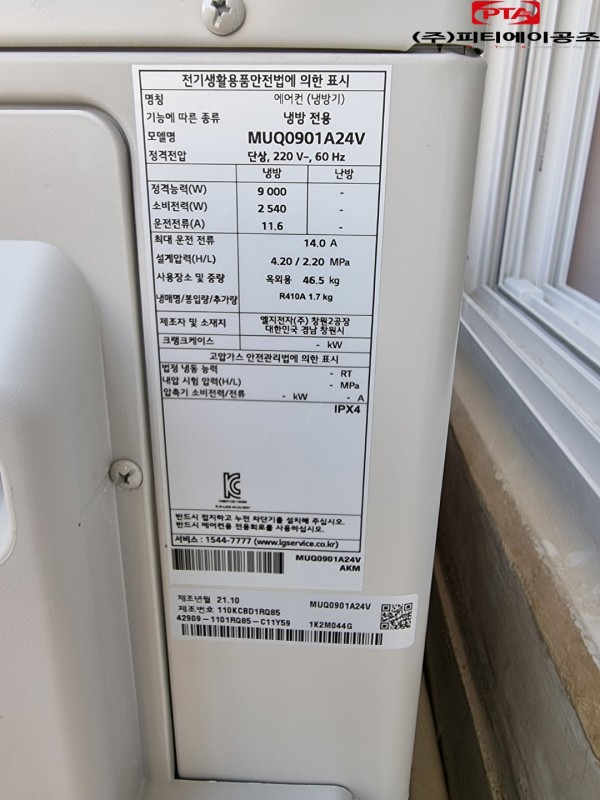 PTA
(주)피티에이공조
전기생활용품안전법에 의한 표시
명칭 에어컨 (냉방기)
기능에 따른 종류 냉방 전용
모델명 MUQ0901A24V
정격전압 단상, 220 V~, 60 Hz
냉방 난방
정격능력(W) 9 000 -
소비전력(W) 2 540 -
운전전류(A) 11.6 -
최대 운전 전류 14.0 A
설계압력(H/L) 4.20 / 2.20 MPa
사용장소 및 중량 옥외용 46.5 kg
냉매명/봉입량/추가량 R410A 1.7 kg
제조자 및 소재지 엘지전자(주) 창원2공장
대한민국 경남 창원시
크랭크케이스 - kW
고압가스 안전관리법에 의한 표시
법정 냉동 능력 - RT
내압 시험 압력(H/L) - MPa
압축기 소비전력/전류 - kW - A
IPX4
반드시 접지하고 누전 차단기를 설치해 주십시오.
반드시 에어컨용 전용회로를 사용하십시오.
서비스 : 1544-7777 (www.lgservice.co.kr)
MUQ0901A24V
AKM
제조년월 21.10 MUQ0901A24V
제조번호 110KCBD1RQ85
42909-1101RQ85-C11Y59 1K2M044G